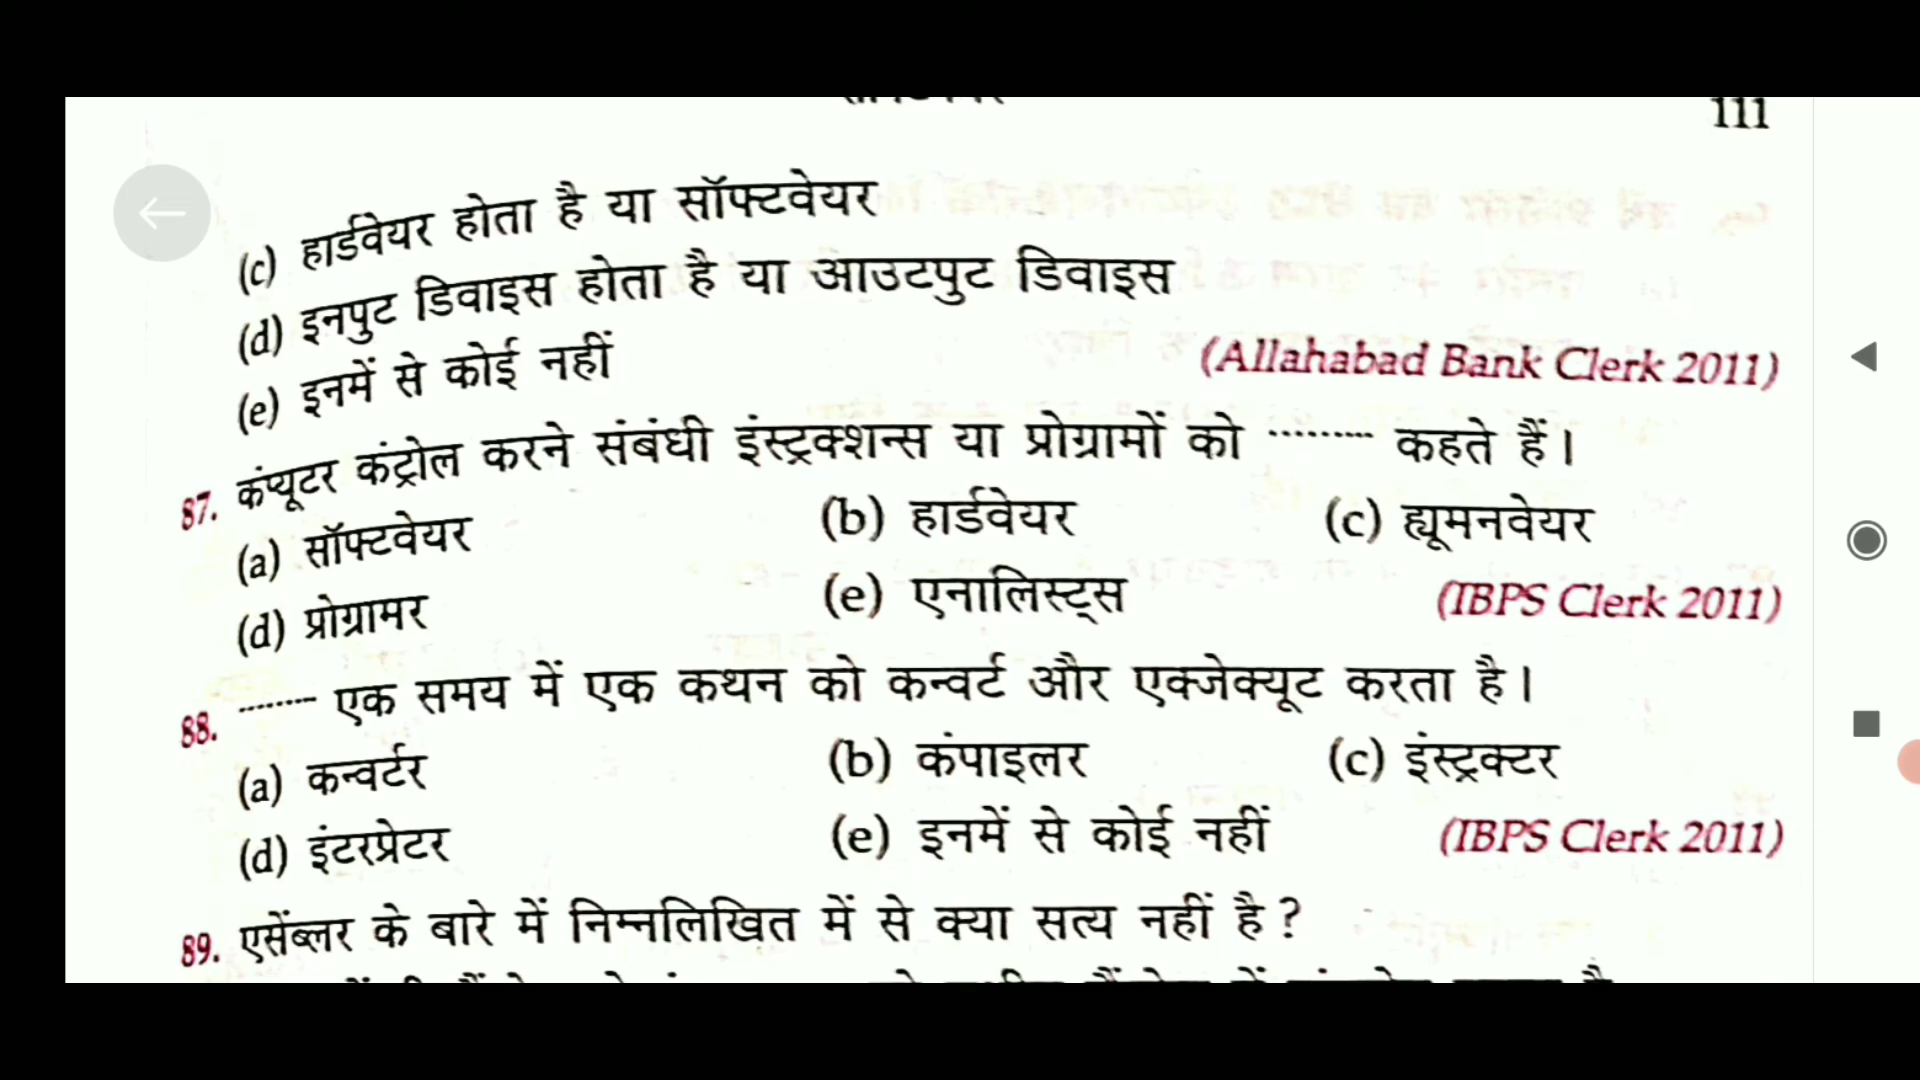 111
(c) हार्डवेयर होता है या सॉफ्टवेयर
(d) इनपुट डिवाइस होता है या आउटपुट डिवाइस
(e) इनमें से कोई नहीं (Allahabad Bank Clerk 2011)
87. कंप्यूटर कंट्रोल करने संबंधी इंस्ट्रक्शन्स या प्रोग्रामों को ········· कहते हैं।
(a) सॉफ्टवेयर (b) हार्डवेयर (c) ह्यूमनवेयर
(d) प्रोग्रामर (e) एनालिस्ट्स (IBPS Clerk 2011)
88. ········ एक समय में एक कथन को कन्वर्ट और एक्जेक्यूट करता है।
(a) कन्वर्टर (b) कंपाइलर (c) इंस्ट्रक्टर
(d) इंटरप्रेटर (e) इनमें से कोई नहीं (IBPS Clerk 2011)
89. एसेंब्लर के बारे में निम्नलिखित में से क्या सत्य नहीं है?